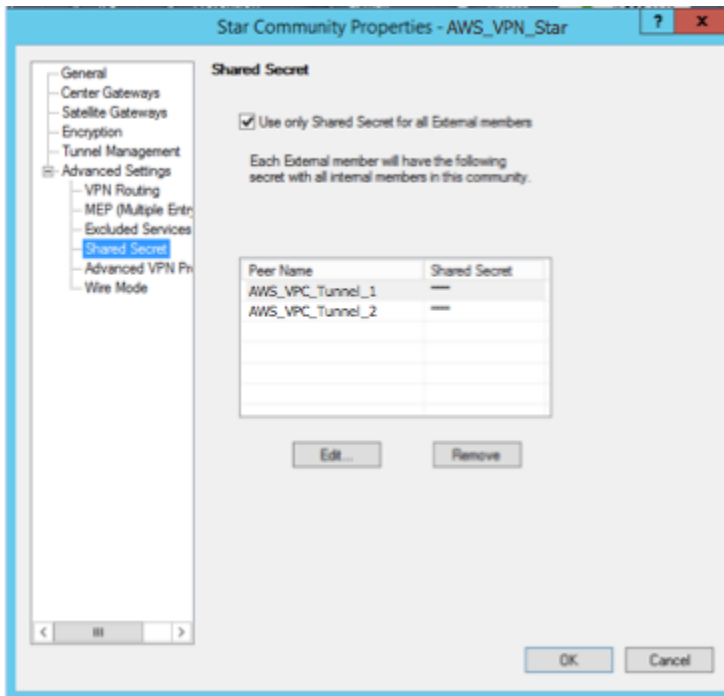 Star Community Properties - AWS_VPN_Star
?
x
General
Center Gateways
Satellite Gateways
Encryption
Tunnel Management
Advanced Settings
VPN Routing
MEP (Multiple Entry
Excluded Services
Shared Secret
Advanced VPN Pr
Wire Mode
Shared Secret
Use only Shared Secret for all External members
Each External member will have the following
secret with all internal members in this community.
Peer Name Shared Secret
AWS_VPC_Tunnel_1 ****
AWS_VPC_Tunnel_2 ****
Edit... Remove
OK Cancel